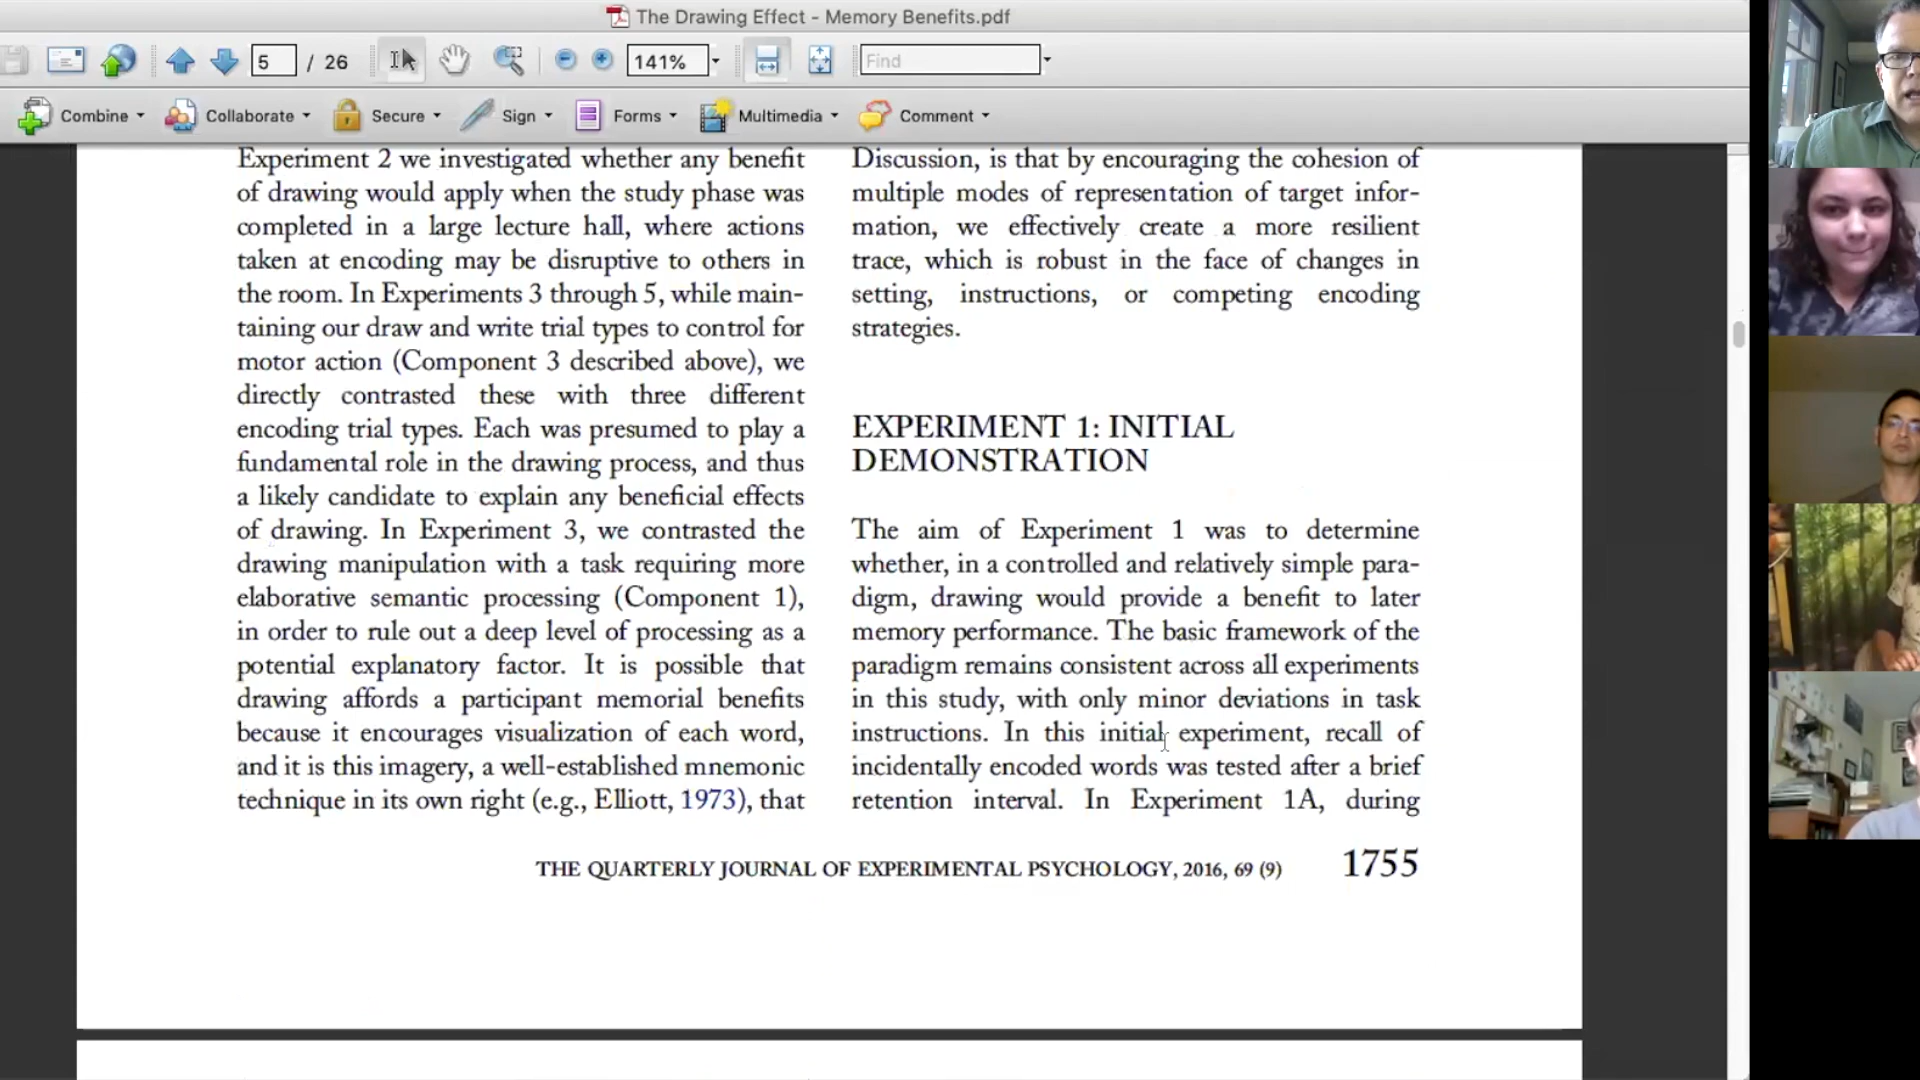 The Drawing Effect - Memory Benefits.pdf
5 / 26
141%
Find
Combine
Collaborate
Secure
Sign
Forms
Multimedia
Comment
Experiment 2 we investigated whether any benefit
of drawing would apply when the study phase was
completed in a large lecture hall, where actions
taken at encoding may be disruptive to others in
the room. In Experiments 3 through 5, while main-
taining our draw and write trial types to control for
motor action (Component 3 described above), we
directly contrasted these with three different
encoding trial types. Each was presumed to play a
fundamental role in the drawing process, and thus
a likely candidate to explain any beneficial effects
of drawing. In Experiment 3, we contrasted the
drawing manipulation with a task requiring more
elaborative semantic processing (Component 1),
in order to rule out a deep level of processing as a
potential explanatory factor. It is possible that
drawing affords a participant memorial benefits
because it encourages visualization of each word,
and it is this imagery, a well-established mnemonic
technique in its own right (e.g., Elliott, 1973), that
Discussion, is that by encouraging the cohesion of
multiple modes of representation of target infor-
mation, we effectively create a more resilient
trace, which is robust in the face of changes in
setting, instructions, or competing encoding
strategies.
EXPERIMENT 1: INITIAL
DEMONSTRATION
The aim of Experiment 1 was to determine
whether, in a controlled and relatively simple para-
digm, drawing would provide a benefit to later
memory performance. The basic framework of the
paradigm remains consistent across all experiments
in this study, with only minor deviations in task
instructions. In this initial experiment, recall of
incidentally encoded words was tested after a brief
retention interval. In Experiment 1A, during
THE QUARTERLY JOURNAL OF EXPERIMENTAL PSYCHOLOGY, 2016, 69 (9) 1755